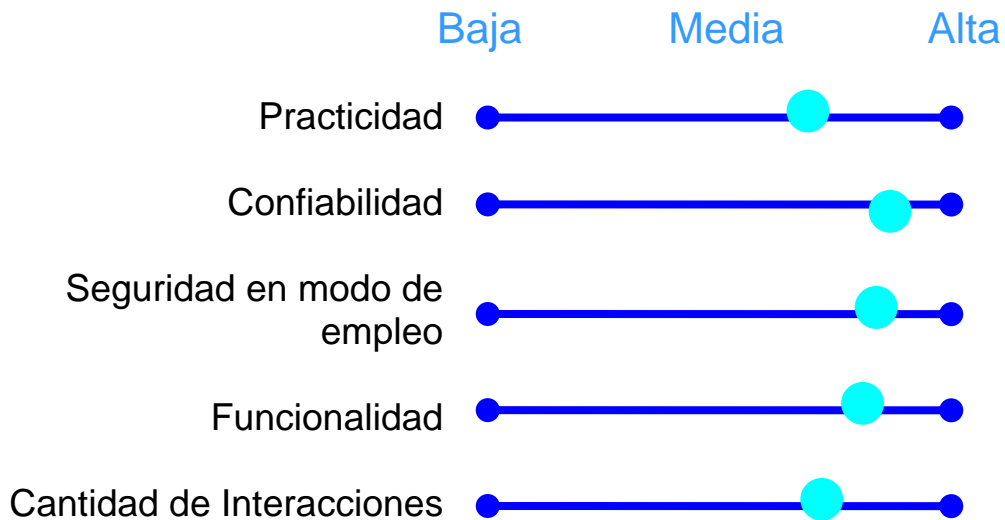 Baja Media Alta
Practicidad
Confiabilidad
Seguridad en modo de
empleo
Funcionalidad
Cantidad de Interacciones